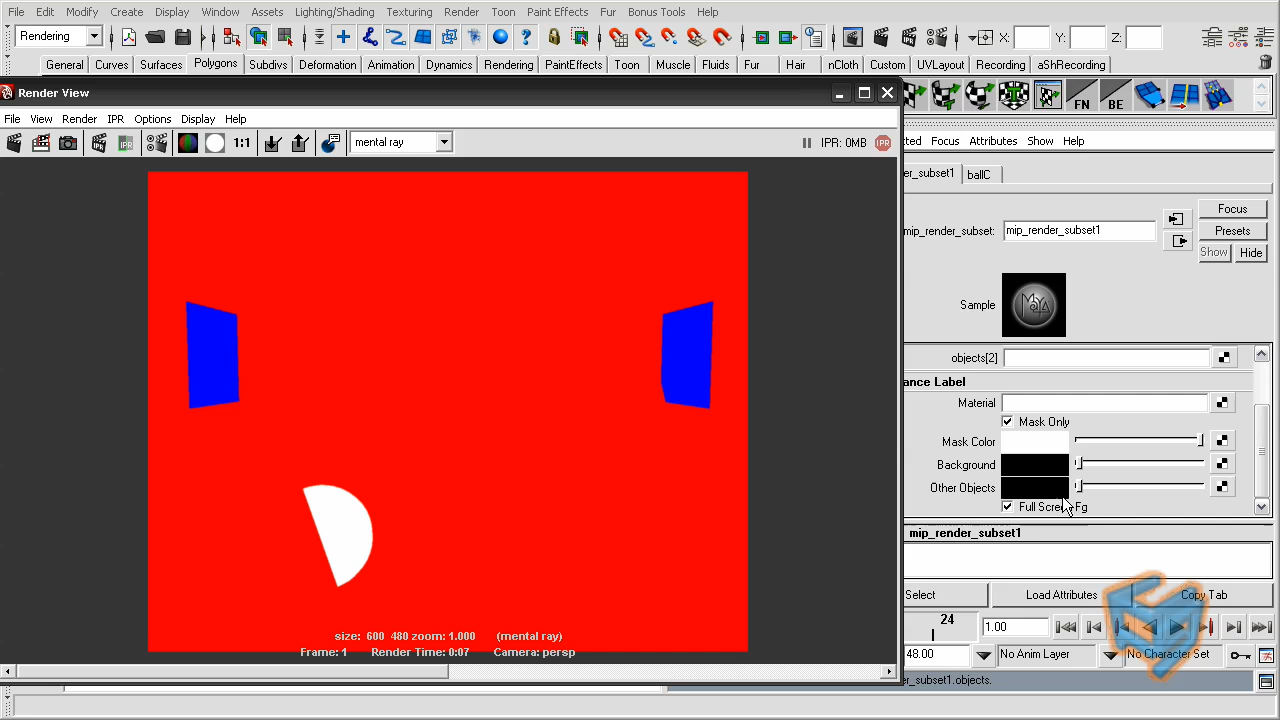 File Edit Modify Create Display Window Assets Lighting/Shading Texturing Render Toon Paint Effects Fur Bonus Tools Help
Rendering X: Y: Z:
General Curves Surfaces Polygons Subdivs Deformation Animation Dynamics Rendering PaintEffects Toon Muscle Fluids Fur Hair nCloth Custom UVLayout Recording aShRecording
Render View
FN BE
File View Render IPR Options Display Help
cted Focus Attributes Show Help
1:1 mental ray IPR: 0MB IPR
er_subset1 ballC
Focus
mip_render_subset: mip_render_subset1
Presets
Show Hide
Sample
MAYA
objects[2]
ance Label
Material
Mask Only
Mask Color
Background
Other Objects
Full Screen Fg
mip_render_subset1
Select Load Attributes Copy Tab
24 1.00
size: 600 480 zoom: 1.000 (mental ray)
Frame: 1 Render Time: 0:07 Camera: persp
48.00 No Anim Layer No Character Set
er_subset1.objects.